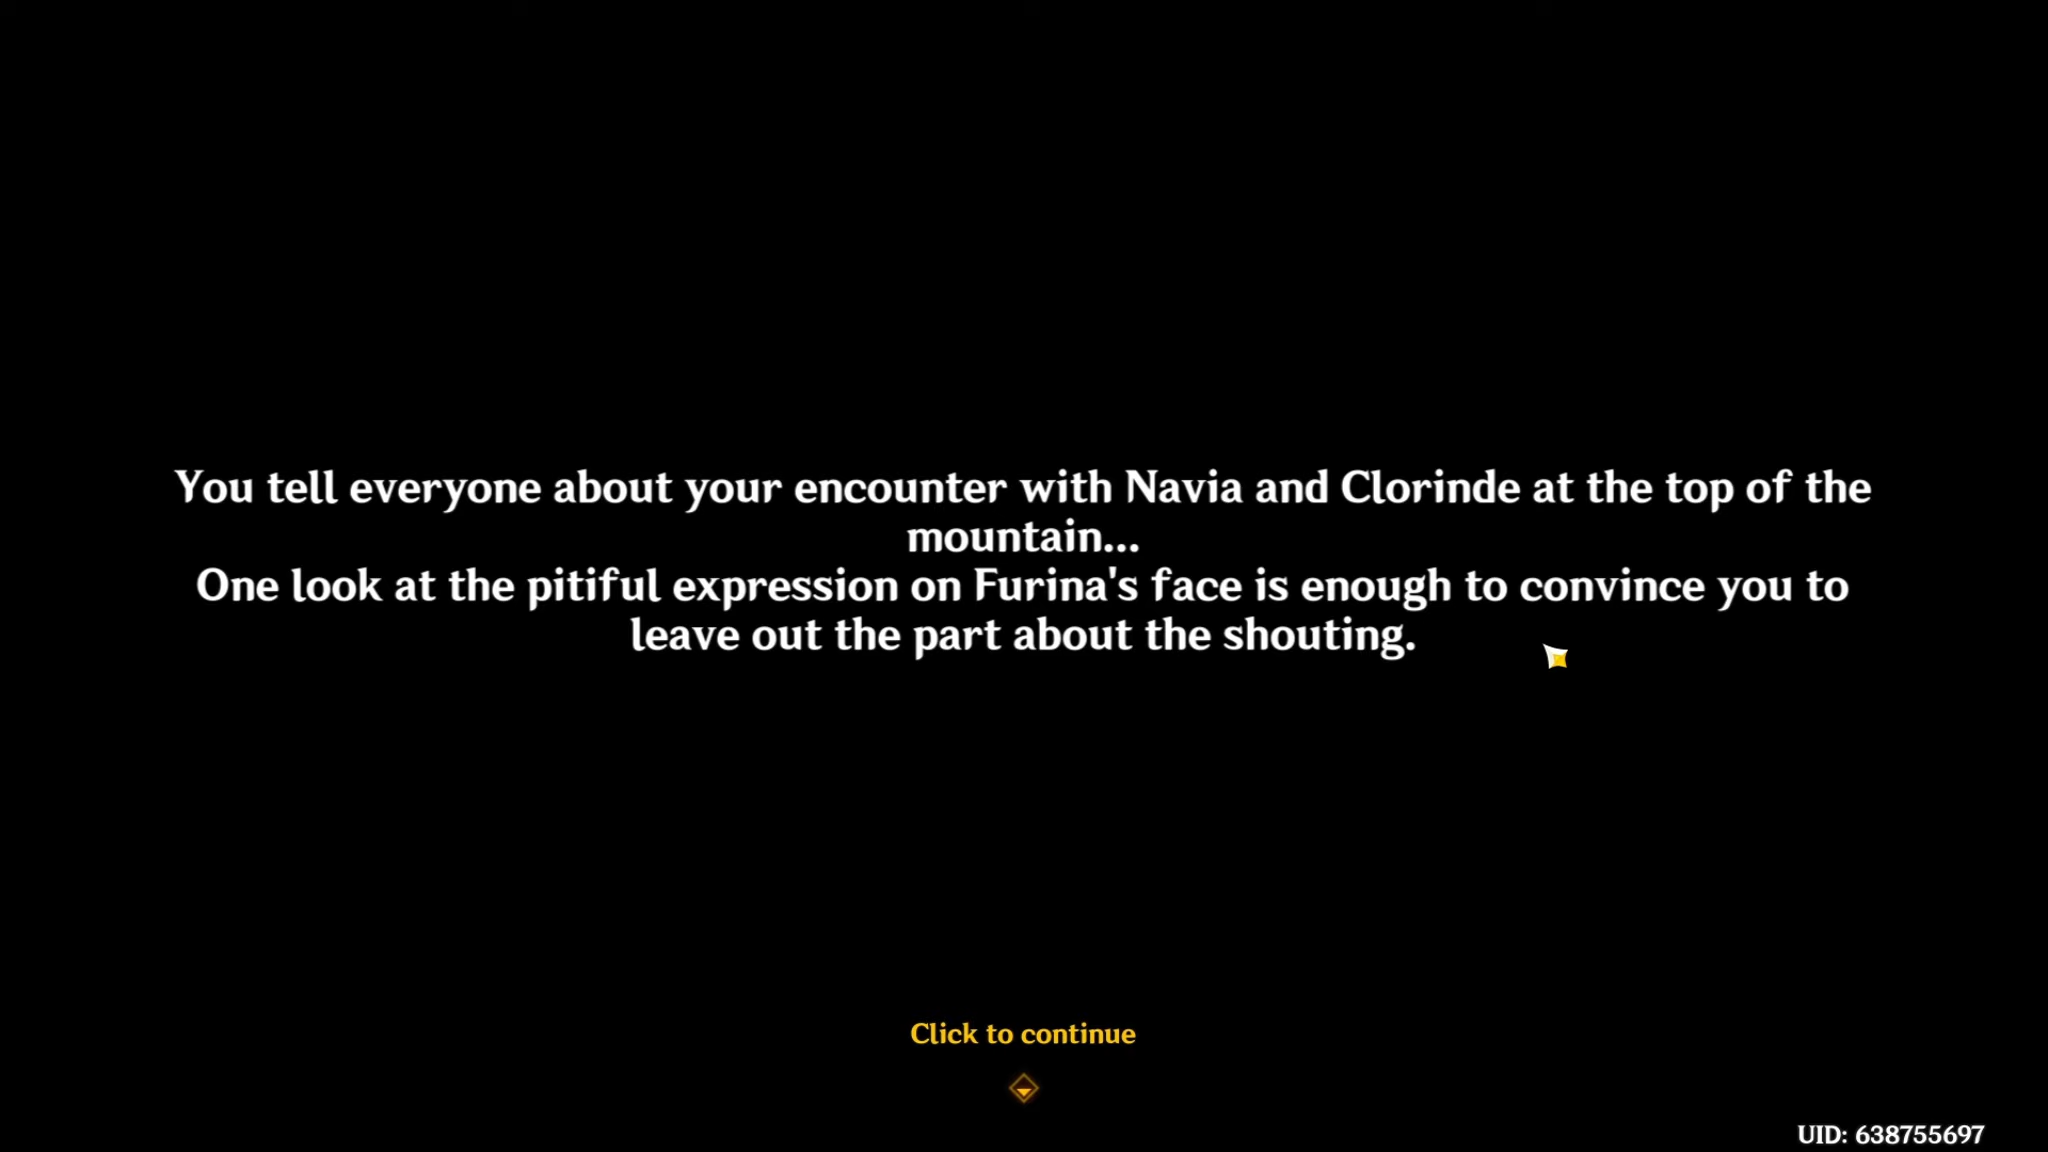 You tell everyone about your encounter with Navia and Clorinde at the top of the
mountain...
One look at the pitiful expression on Furina's face is enough to convince you to
leave out the part about the shouting.
Click to continue
UID: 638755697